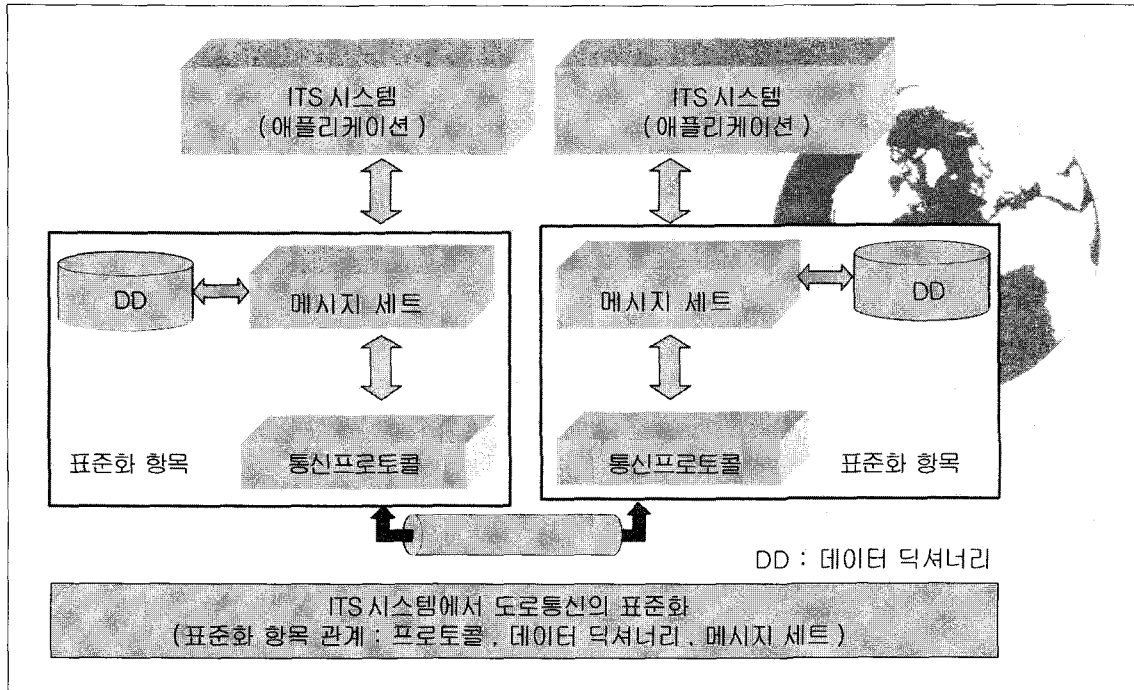 ITS 시스템
(애플리케이션)
ITS 시스템
(애플리케이션)
DD
메시지 세트
메시지 세트
DD
표준화 항목
통신프로토콜
통신프로토콜
표준화 항목
DD : 데이터 딕셔너리
ITS 시스템에서 도로통신의 표준화
(표준화 항목 관계 : 프로토콜 , 데이터 딕셔너리 , 메시지 세트)